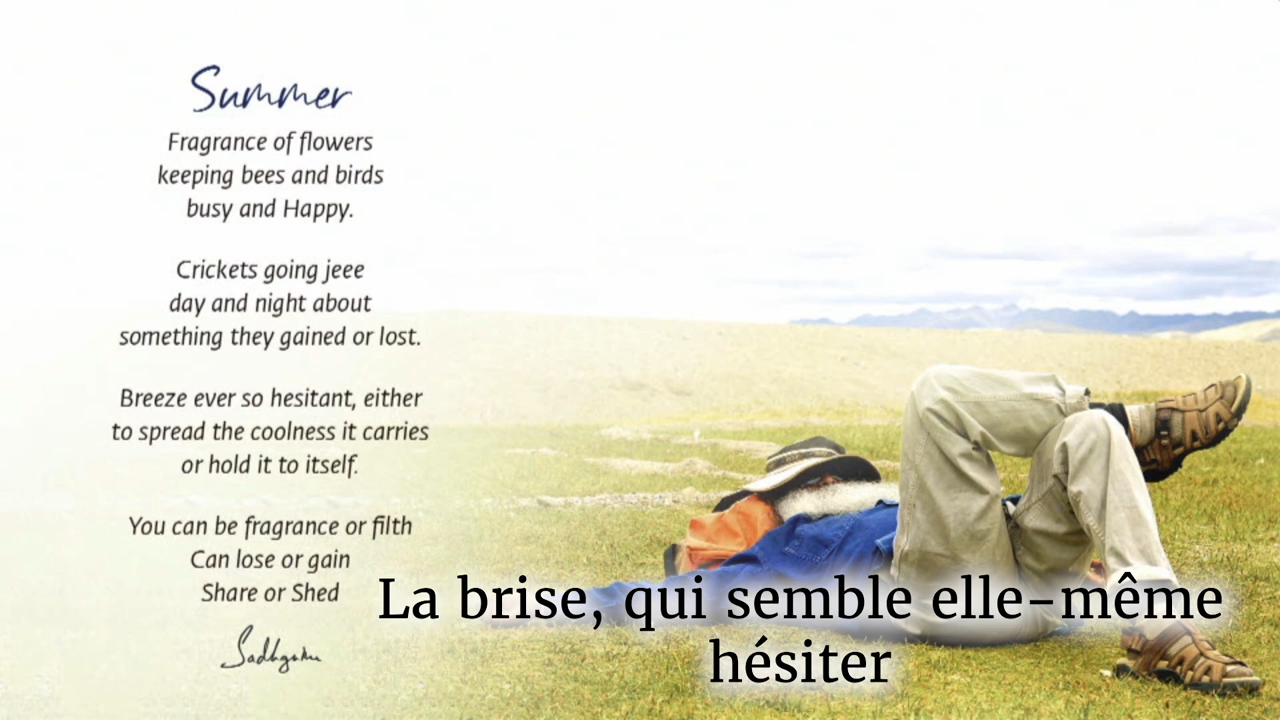 Summer
Fragrance of flowers
keeping bees and birds
busy and Happy.
Crickets going jeee
day and night about
something they gained or lost.
Breeze ever so hesitant, either
to spread the coolness it carries
or hold it to itself.
You can be fragrance or filth
Can lose or gain
Share or Shed
Sadhguru
La brise, qui semble elle-même
hésiter